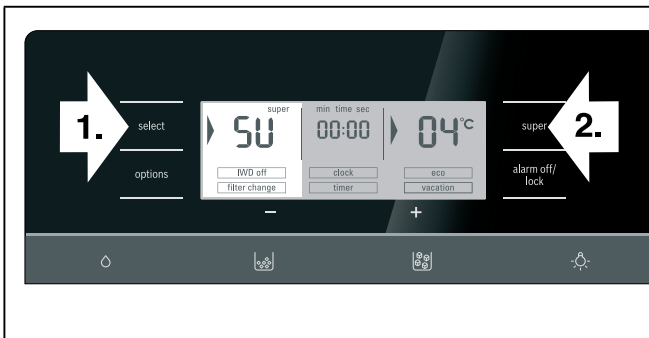 super min time sec
1. select SU 00:00 04°C super 2.
options IWD off clock eco alarm off/
lock
filter change timer vacation
− +